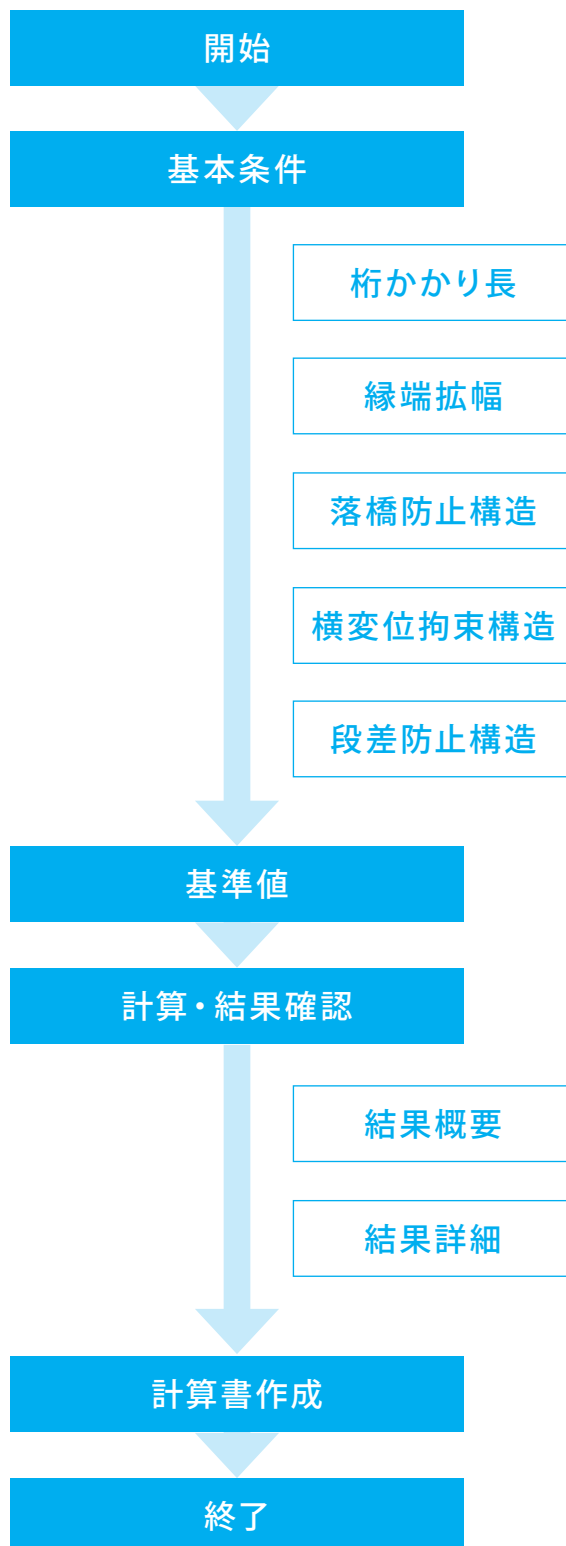 開始
基本条件
桁かかり長
縁端拡幅
落橋防止構造
横変位拘束構造
段差防止構造
基準値
計算・結果確認
結果概要
結果詳細
計算書作成
終了